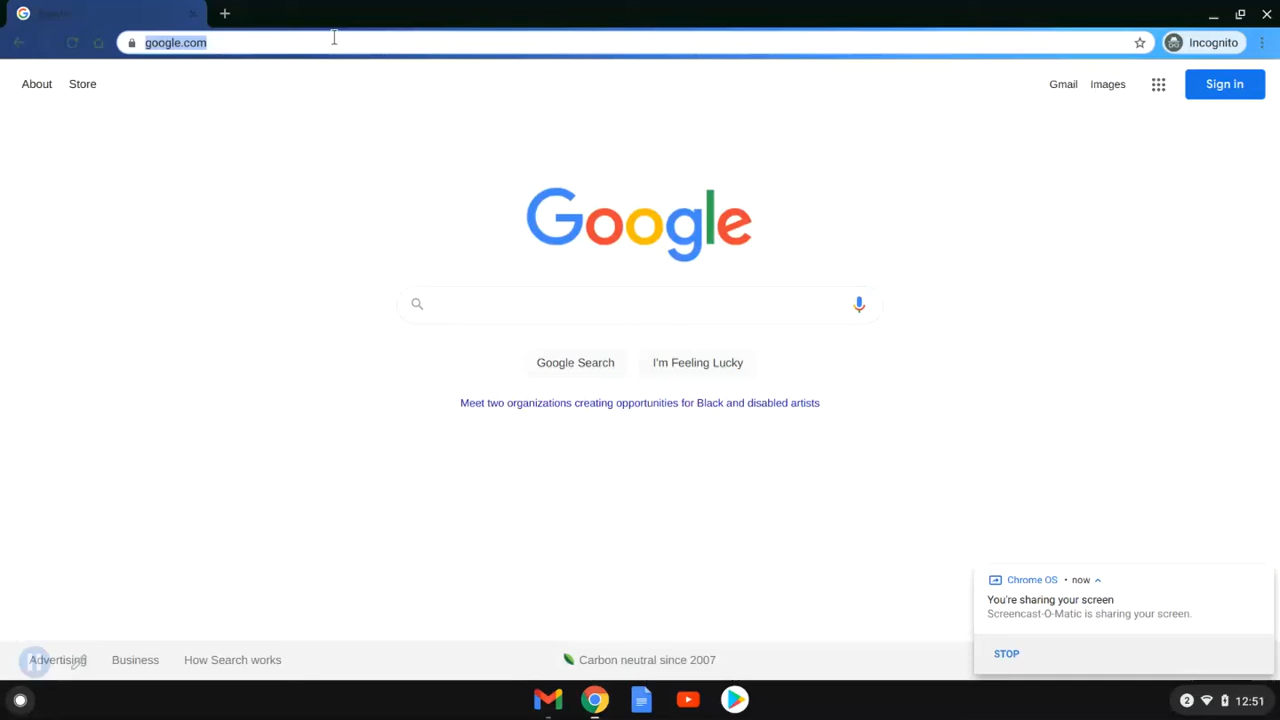 google.com
Incognito
About Store
Gmail Images Sign in
Google
Google Search I'm Feeling Lucky
Meet two organizations creating opportunities for Black and disabled artists
Chrome OS • now
You're sharing your screen
Screencast-O-Matic is sharing your screen.
STOP
Advertising Business How Search works Carbon neutral since 2007
2 12:51